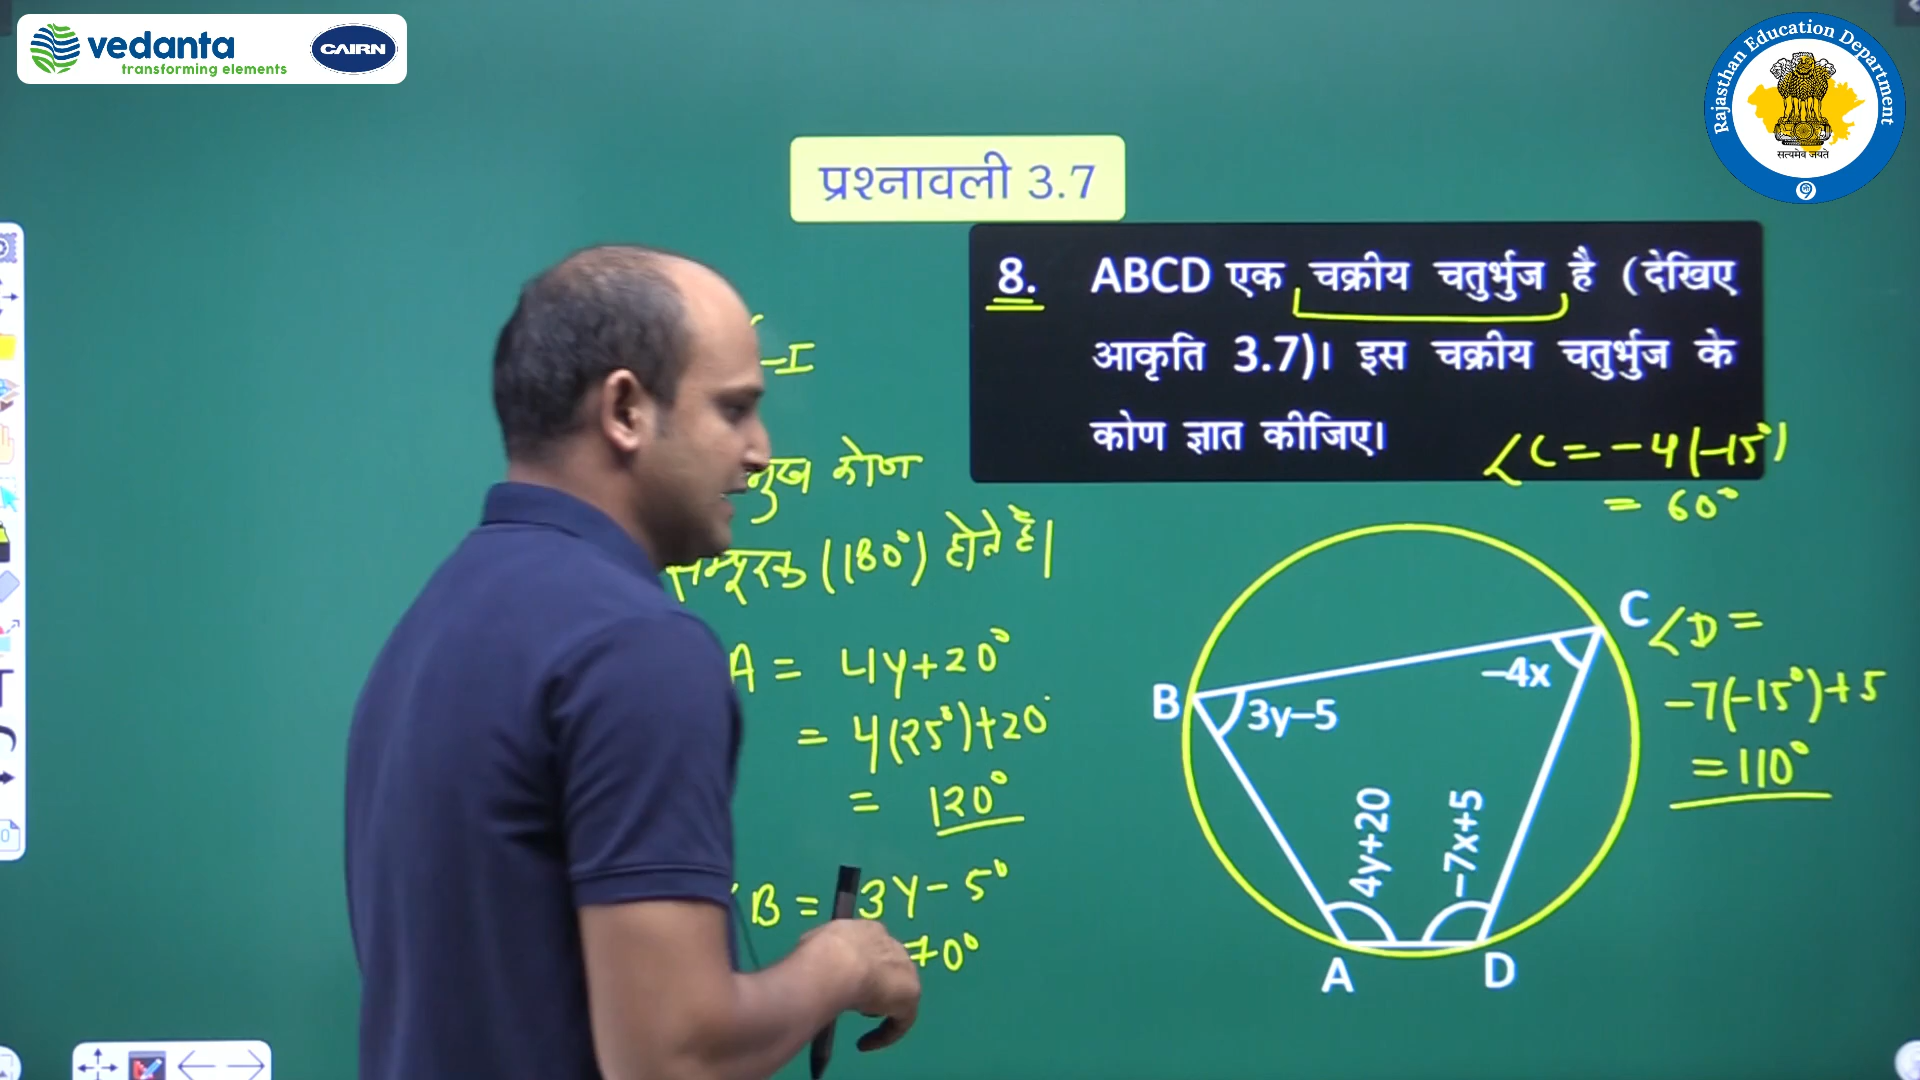 vedanta
transforming elements
CAIRN
Rajasthan Education Department
सत्यमेव जयते
प्रश्नावली 3.7
8. ABCD एक चक्रीय चतुर्भुज है (देखिए
आकृति 3.7)। इस चक्रीय चतुर्भुज के
कोण ज्ञात कीजिए।
∠C = -4(-15°)
= 60°
-I
कोण
(180°) होते है।
A = 4y+20°
= 4(25°)+20°
= 120°
B = 3y-5°
70°
B
C
A
D
3y–5
–4x
4y+20
–7x+5
∠D =
-7(-15°)+5
=110°